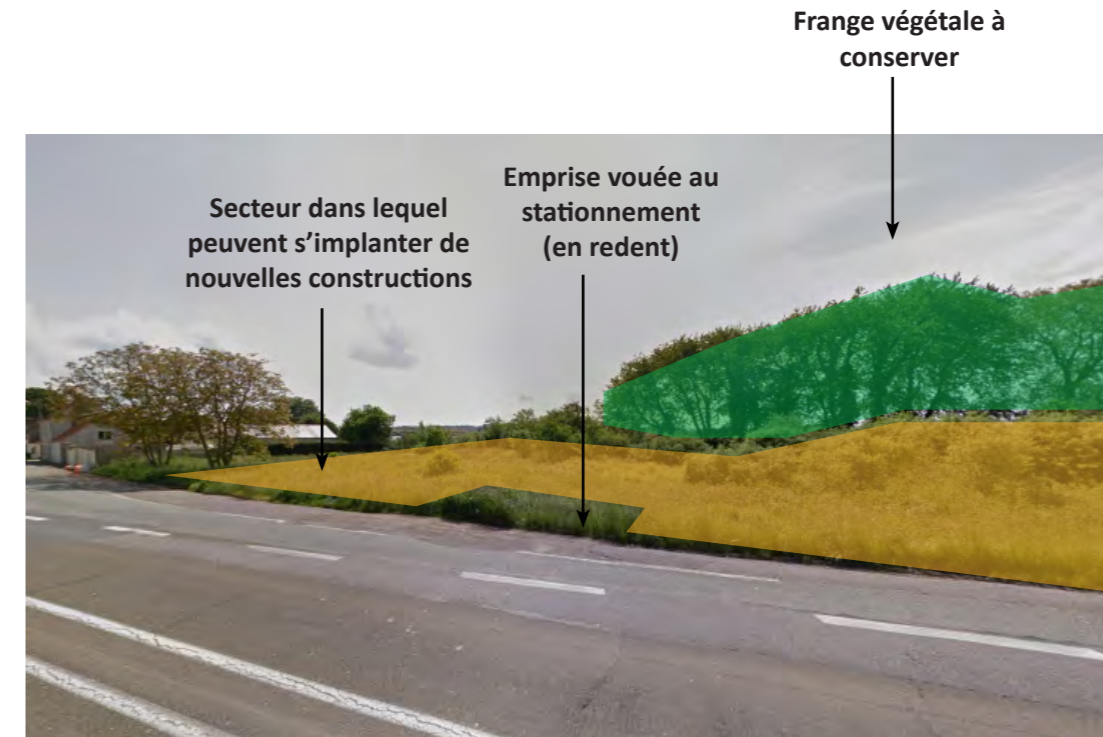 Frange végétale à
conserver
Emprise vouée au
stationnement
(en redent)
Secteur dans lequel
peuvent s’implanter de
nouvelles constructions